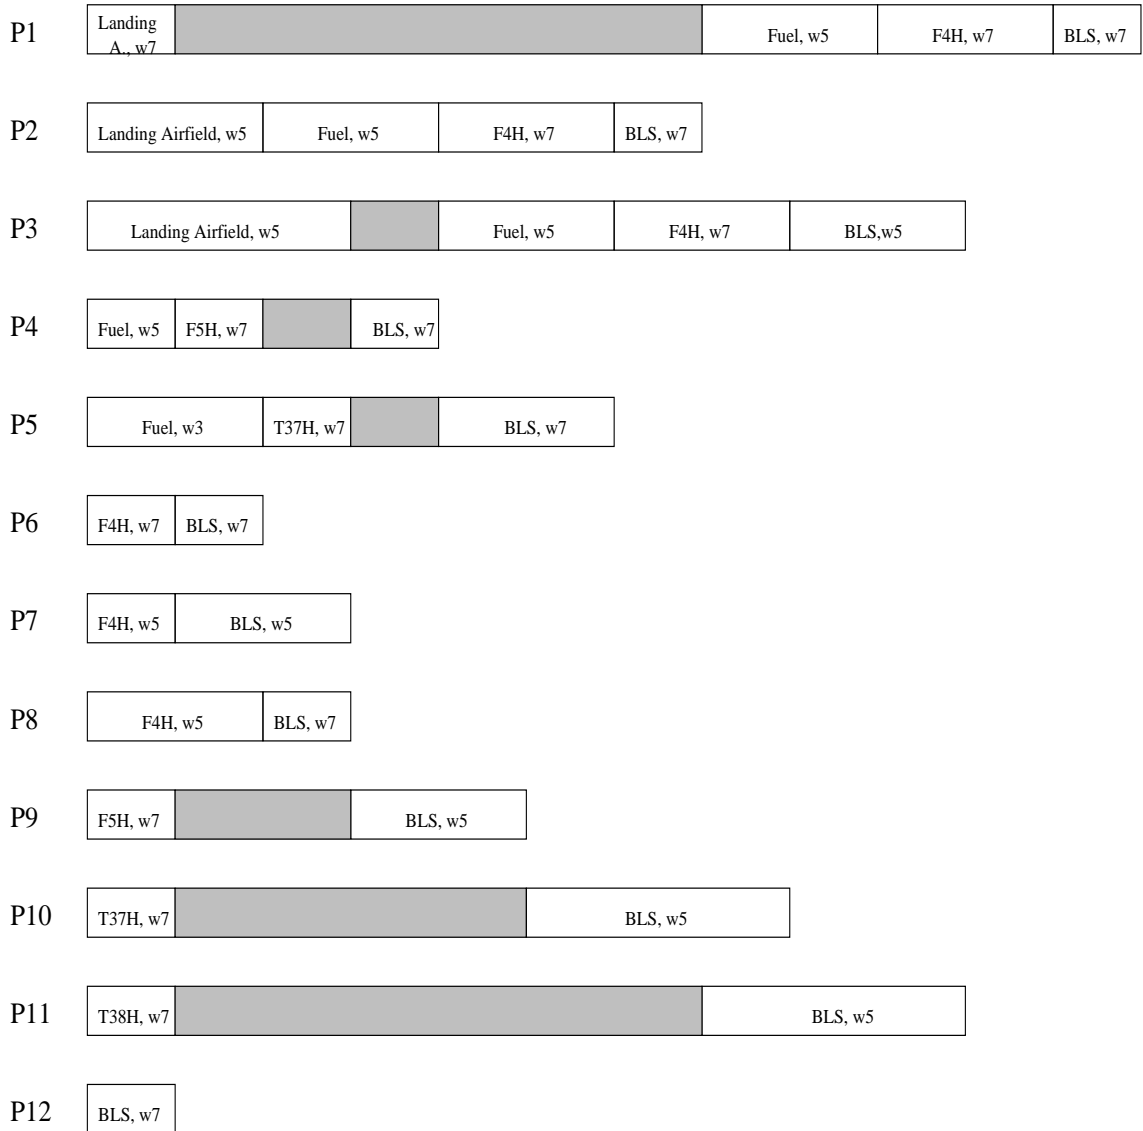 P1
Landing
A., w7
Fuel, w5
F4H, w7
BLS, w7
P2
Landing Airfield, w5
Fuel, w5
F4H, w7
BLS, w7
P3
Landing Airfield, w5
Fuel, w5
F4H, w7
BLS,w5
P4
Fuel, w5
F5H, w7
BLS, w7
P5
Fuel, w3
T37H, w7
BLS, w7
P6
F4H, w7
BLS, w7
P7
F4H, w5
BLS, w5
P8
F4H, w5
BLS, w7
P9
F5H, w7
BLS, w5
P10
T37H, w7
BLS, w5
P11
T38H, w7
BLS, w5
P12
BLS, w7